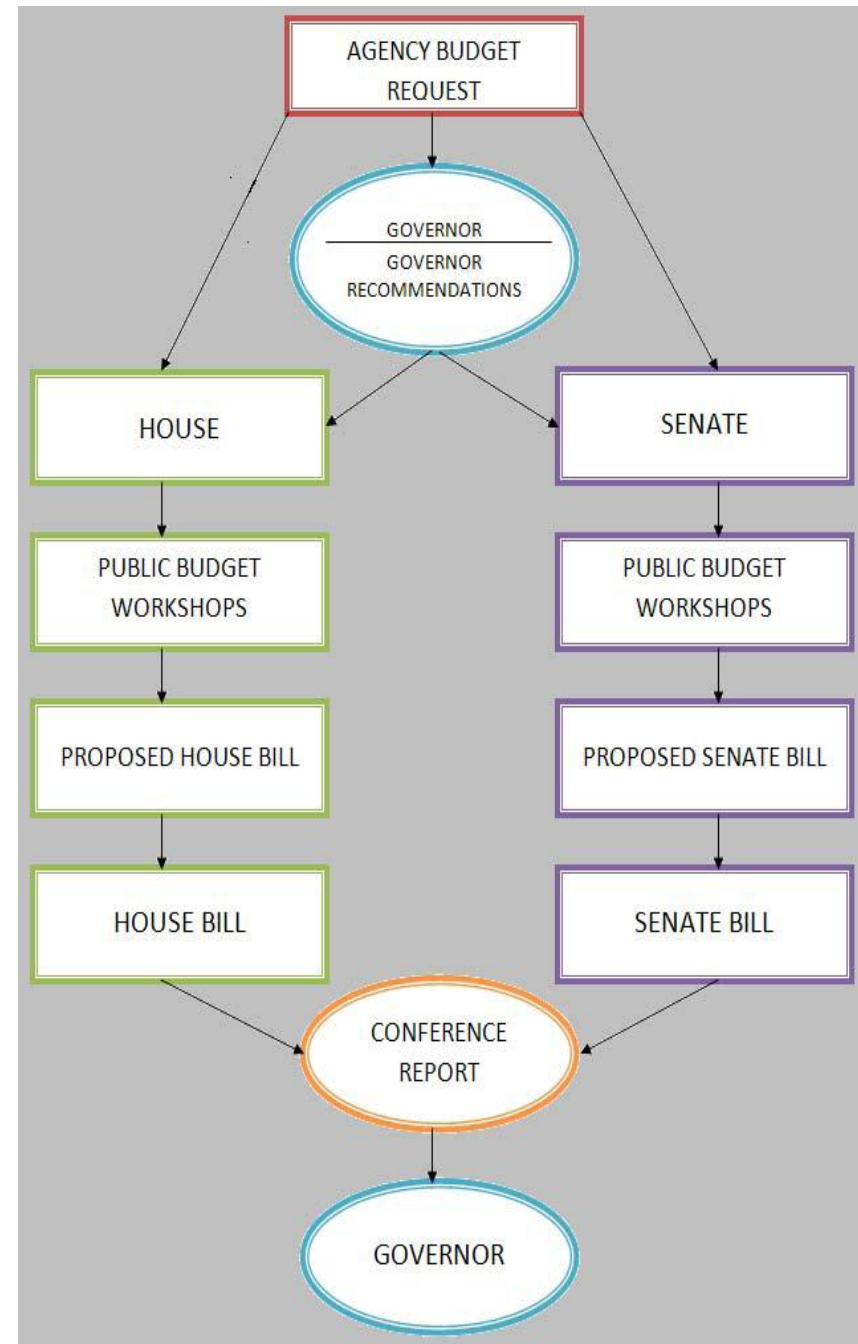 AGENCY BUDGET
REQUEST
GOVERNOR
GOVERNOR
RECOMMENDATIONS
HOUSE
SENATE
PUBLIC BUDGET
WORKSHOPS
PUBLIC BUDGET
WORKSHOPS
PROPOSED HOUSE BILL
PROPOSED SENATE BILL
HOUSE BILL
SENATE BILL
CONFERENCE
REPORT
GOVERNOR